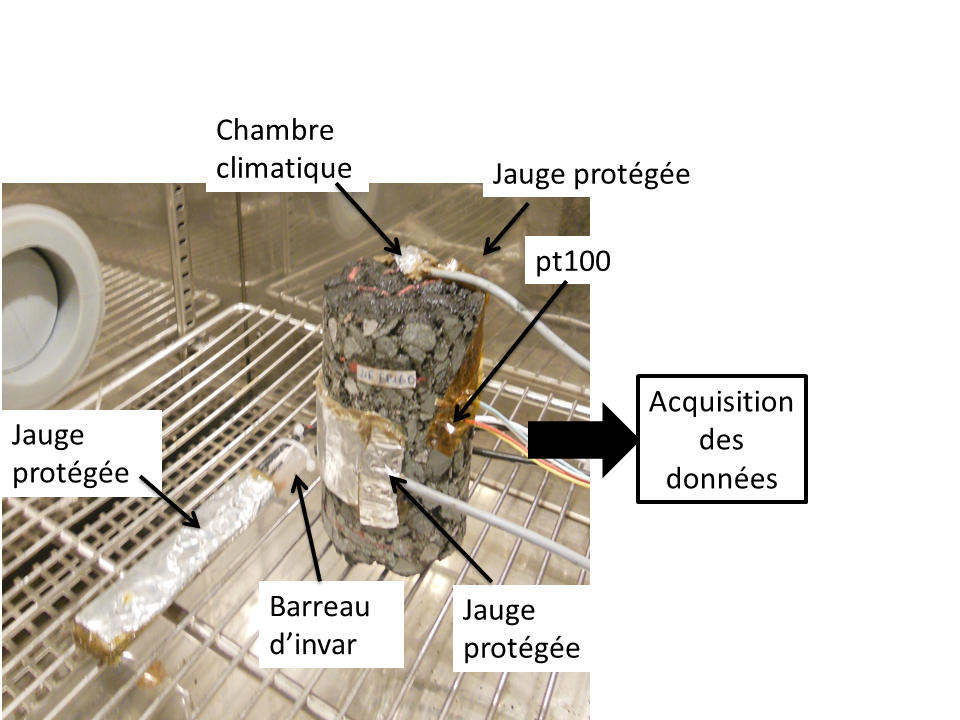 Chambre
climatique
Jauge protégée
pt100
Acquisition
des
données
Jauge
protégée
Barreau
d’invar
Jauge
protégée